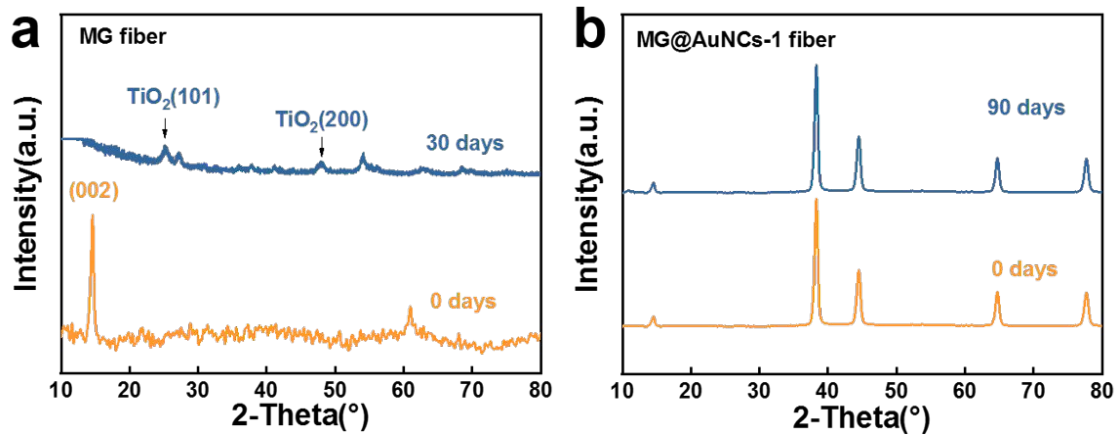 a
MG fiber
TiO₂(101)
TiO₂(200)
30 days
(002)
0 days
Intensity(a.u.)
10 20 30 40 50 60 70 80
2-Theta(°)
b
MG@AuNCs-1 fiber
90 days
0 days
Intensity(a.u.)
10 20 30 40 50 60 70 80
2-Theta(°)